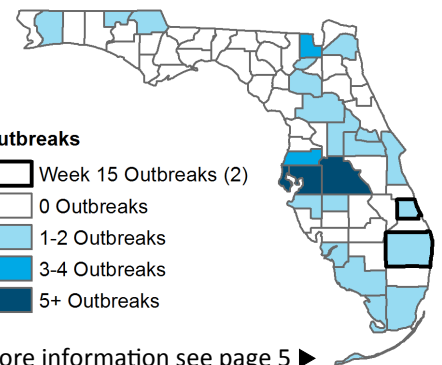 utbreaks
Week 15 Outbreaks (2)
0 Outbreaks
1-2 Outbreaks
3-4 Outbreaks
5+ Outbreaks
ore information see page 5 ►